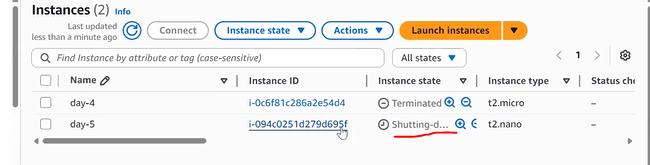 Instances (2) Info
Last updated
less than a minute ago
Connect Instance state Actions Launch instances
Find Instance by attribute or tag (case-sensitive) All states 1
Name Instance ID Instance state Instance type Status che
day-4 i-0c6f81c286a2e54d4 Terminated t2.micro –
day-5 i-094c0251d279d695f Shutting-d... t2.nano –